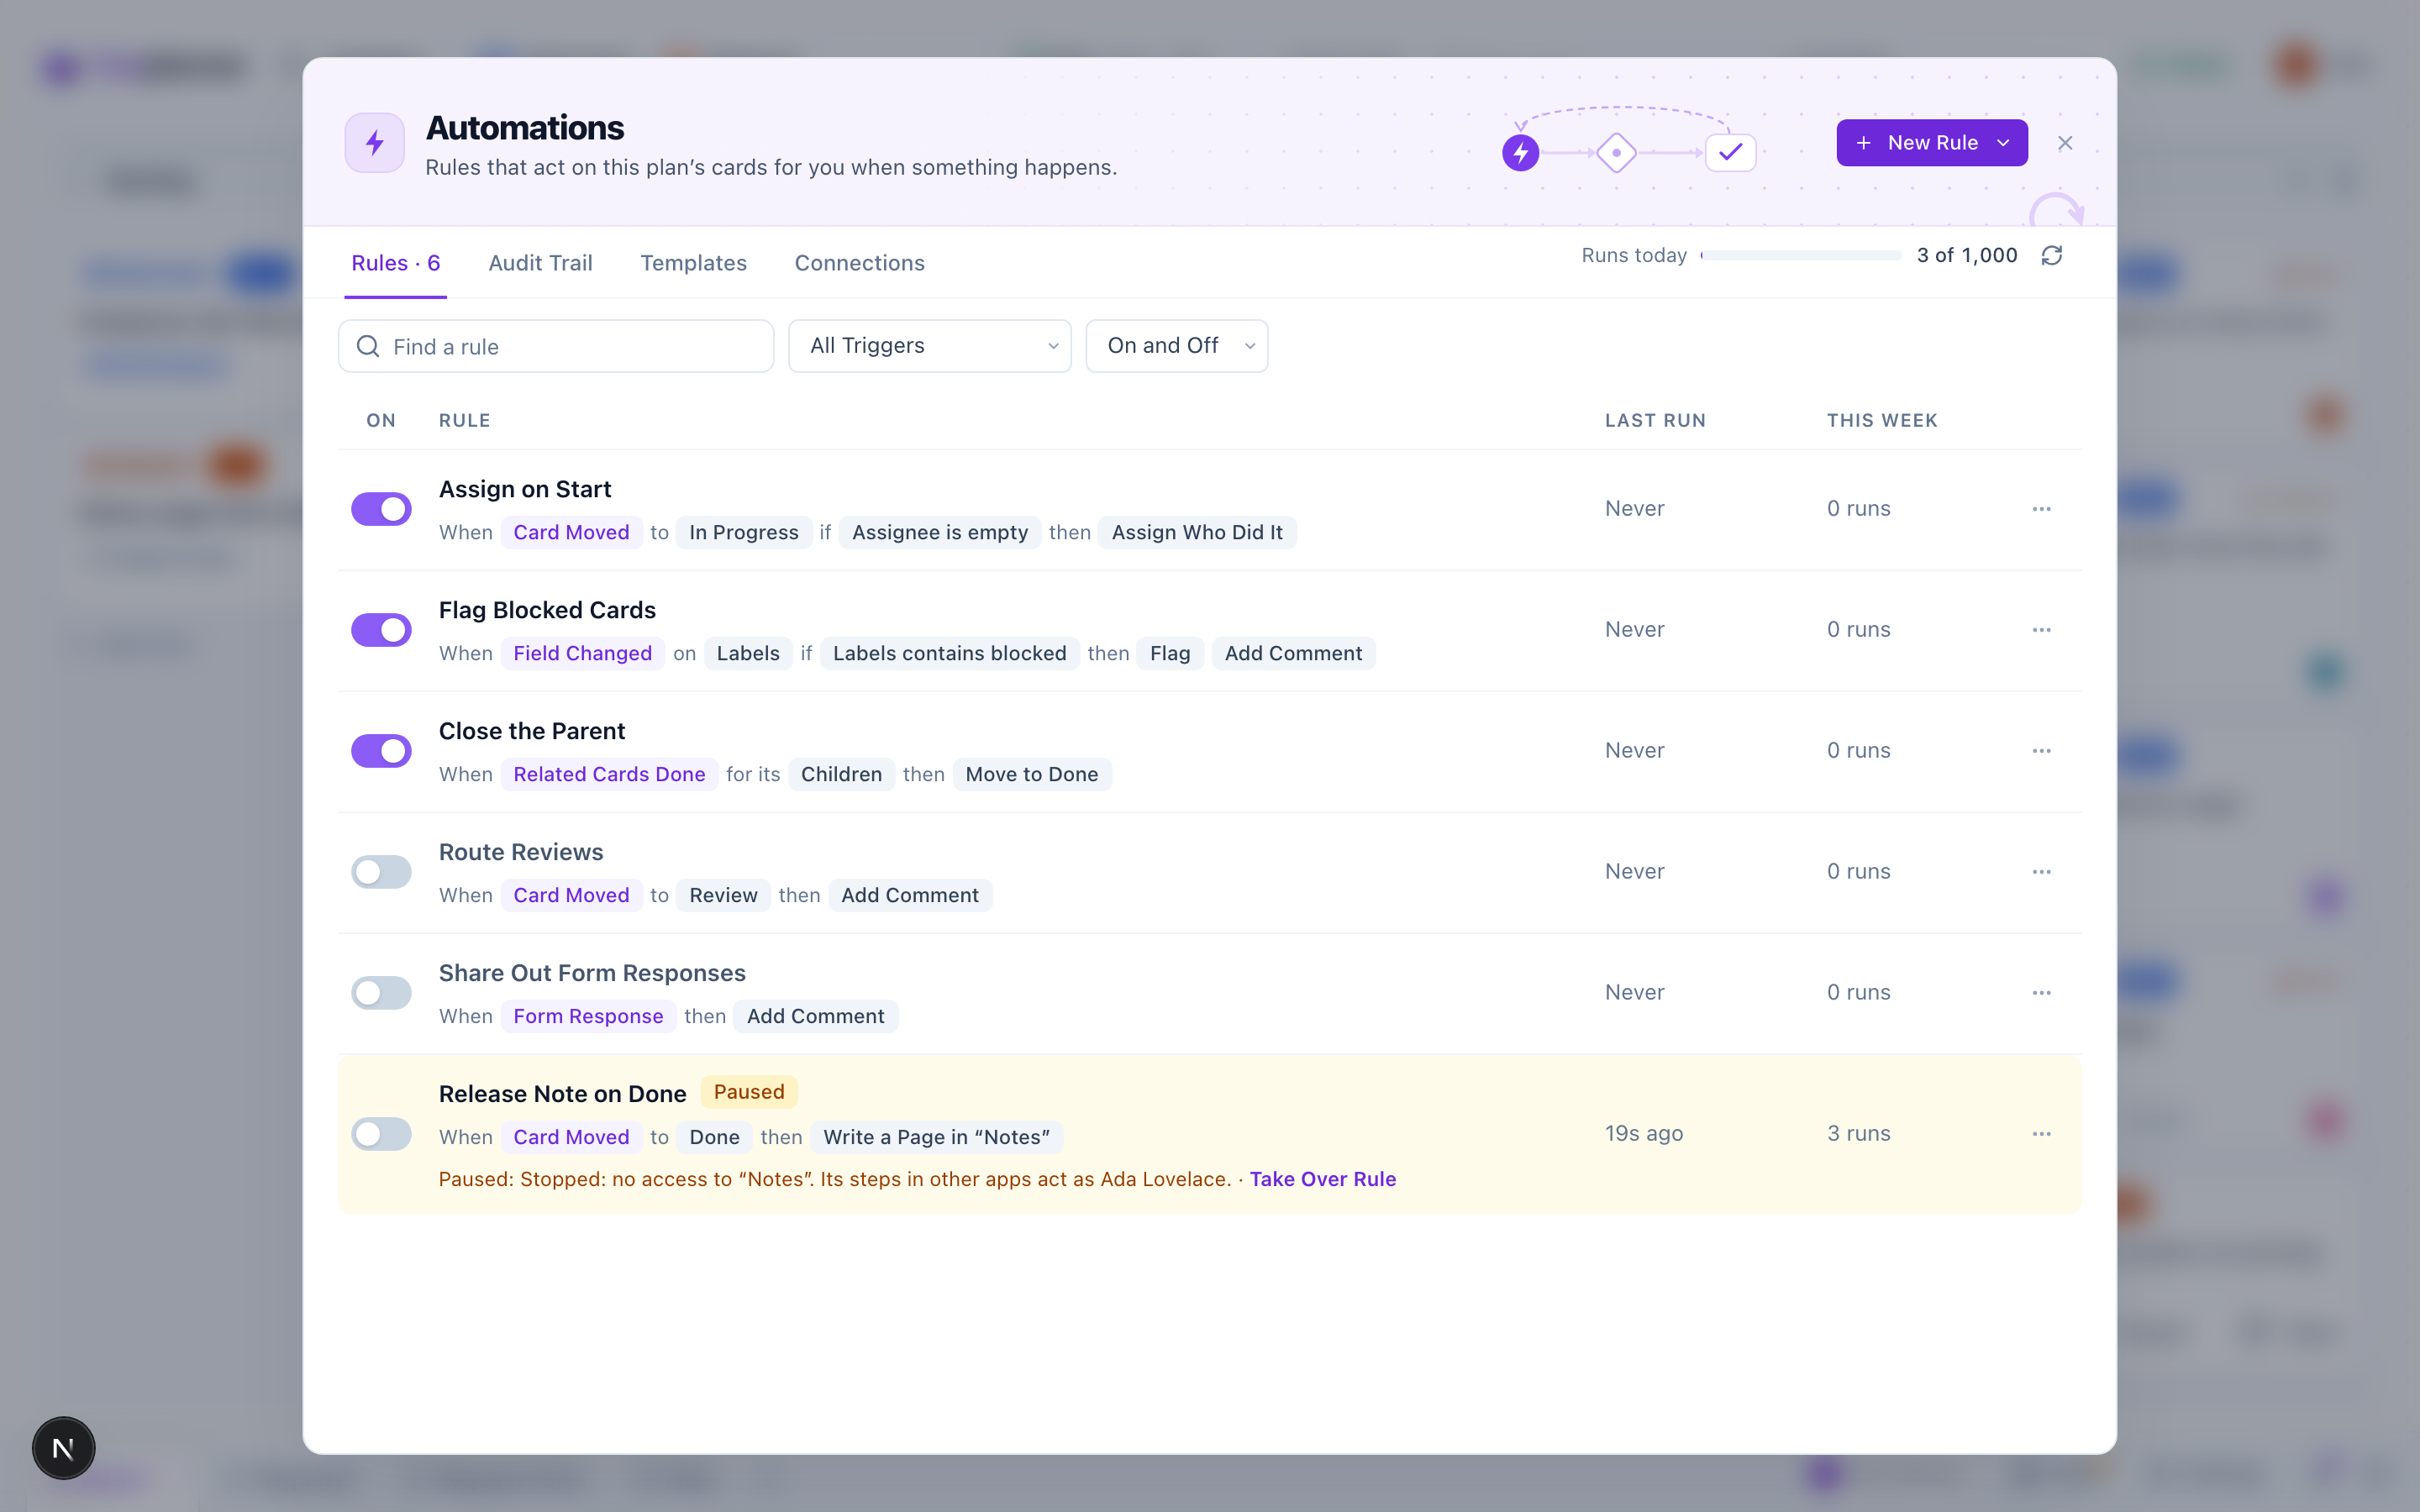 Automations
Rules that act on this plan’s cards for you when something happens.
New Rule
Rules · 6
Audit Trail
Templates
Connections
Runs today
3 of 1,000
Find a rule
All Triggers
On and Off
ON
RULE
LAST RUN
THIS WEEK
Assign on Start
When Card Moved to In Progress if Assignee is empty then Assign Who Did It
Never
0 runs
Flag Blocked Cards
When Field Changed on Labels if Labels contains blocked then Flag Add Comment
Never
0 runs
Close the Parent
When Related Cards Done for its Children then Move to Done
Never
0 runs
Route Reviews
When Card Moved to Review then Add Comment
Never
0 runs
Share Out Form Responses
When Form Response then Add Comment
Never
0 runs
Release Note on Done Paused
When Card Moved to Done then Write a Page in “Notes”
Paused: Stopped: no access to “Notes”. Its steps in other apps act as Ada Lovelace. · Take Over Rule
19s ago
3 runs
N